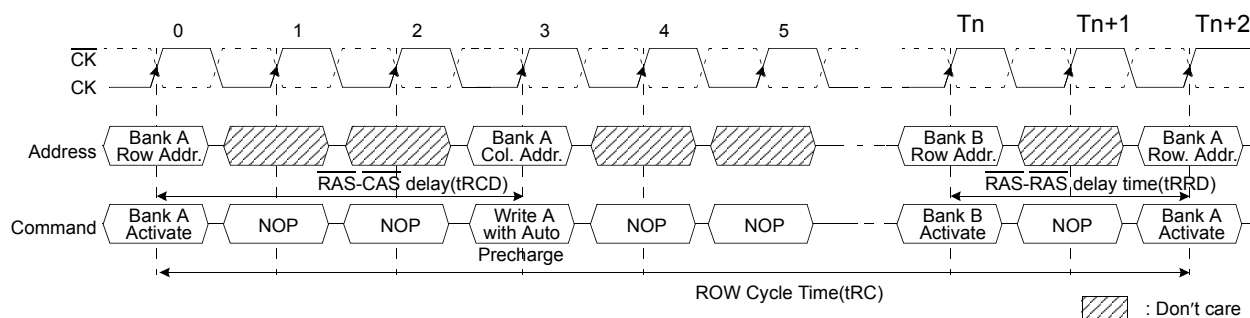 0 1 2 3 4 5 Tn Tn+1 Tn+2
CK
CK
Address
Bank A
Row Addr.
Bank A
Col. Addr.
Bank B
Row Addr.
Bank A
Row. Addr.
RAS-CAS delay(tRCD)
RAS-RAS delay time(tRRD)
Command
Bank A
Activate
NOP
NOP
Write A
with Auto
Precharge
NOP
NOP
Bank B
Activate
NOP
Bank A
Activate
ROW Cycle Time(tRC)
: Don't care